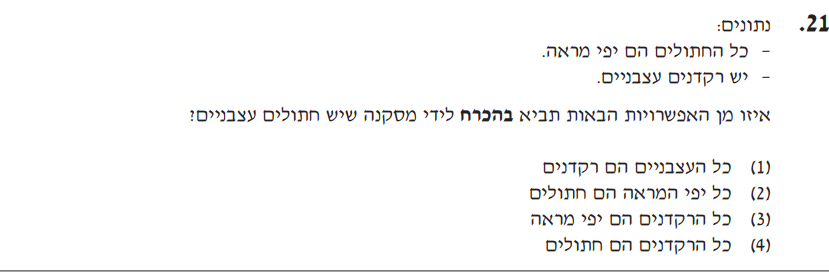 21. נתונים:
- כל החתולים הם יפי מראה.
- יש רקדנים עצבניים.
איזו מן האפשרויות הבאות תביא בהכרח לידי מסקנה שיש חתולים עצבניים?
(1) כל העצבניים הם רקדנים
(2) כל יפי המראה הם חתולים
(3) כל הרקדנים הם יפי מראה
(4) כל הרקדנים הם חתולים